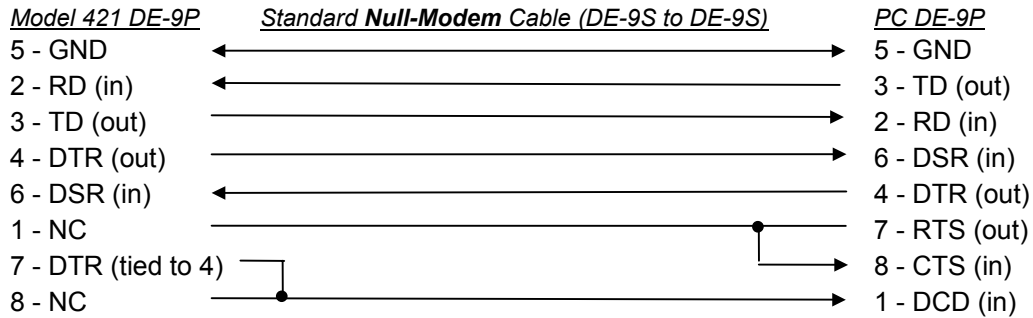 Model 421 DE-9P Standard Null-Modem Cable (DE-9S to DE-9S) PC DE-9P
5 - GND 5 - GND
2 - RD (in) 3 - TD (out)
3 - TD (out) 2 - RD (in)
4 - DTR (out) 6 - DSR (in)
6 - DSR (in) 4 - DTR (out)
1 - NC 7 - RTS (out)
7 - DTR (tied to 4) 8 - CTS (in)
8 - NC 1 - DCD (in)